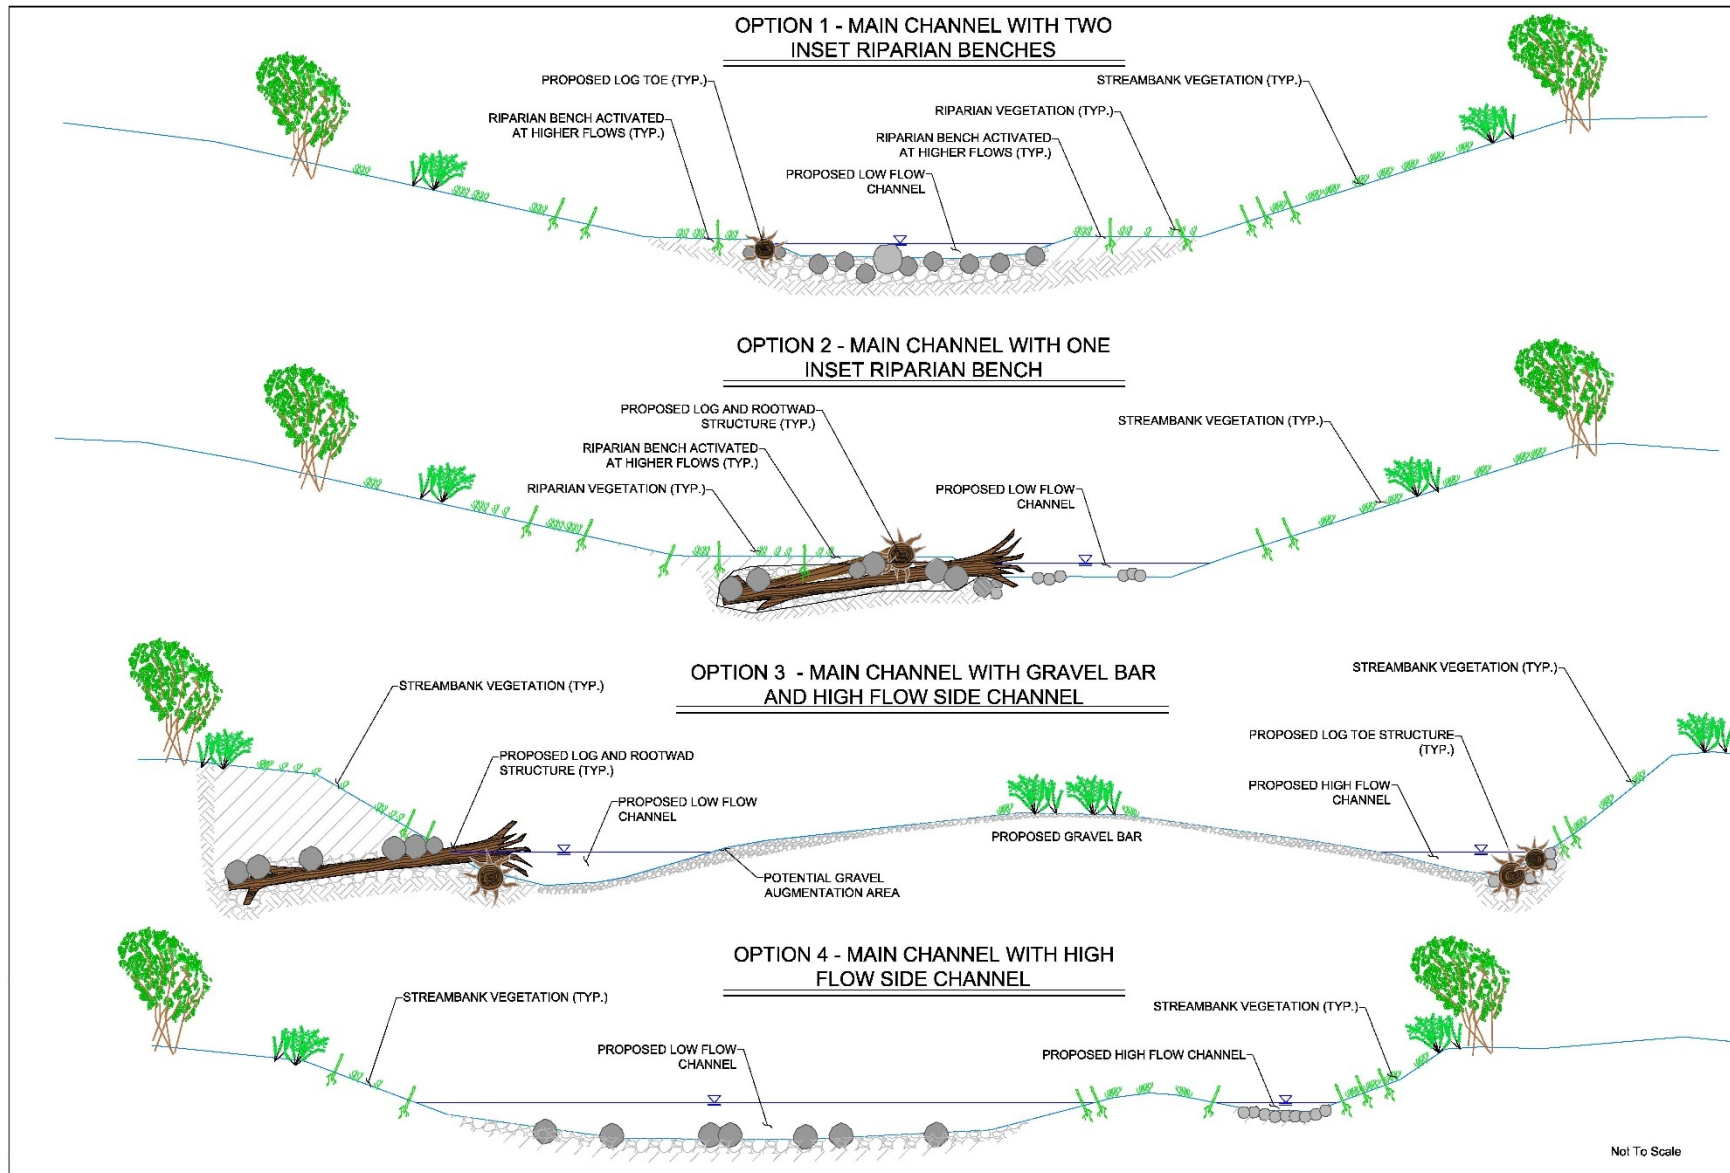 OPTION 1 - MAIN CHANNEL WITH TWO
INSET RIPARIAN BENCHES
PROPOSED LOG TOE (TYP.)
STREAMBANK VEGETATION (TYP.)
RIPARIAN BENCH ACTIVATED
AT HIGHER FLOWS (TYP.)
RIPARIAN VEGETATION (TYP.)
RIPARIAN BENCH ACTIVATED
AT HIGHER FLOWS (TYP.)
PROPOSED LOW FLOW
CHANNEL
OPTION 2 - MAIN CHANNEL WITH ONE
INSET RIPARIAN BENCH
PROPOSED LOG AND ROOTWAD
STRUCTURE (TYP.)
STREAMBANK VEGETATION (TYP.)
RIPARIAN BENCH ACTIVATED
AT HIGHER FLOWS (TYP.)
RIPARIAN VEGETATION (TYP.)
PROPOSED LOW FLOW
CHANNEL
OPTION 3 - MAIN CHANNEL WITH GRAVEL BAR
AND HIGH FLOW SIDE CHANNEL
STREAMBANK VEGETATION (TYP.)
STREAMBANK VEGETATION (TYP.)
PROPOSED LOG AND ROOTWAD
STRUCTURE (TYP.)
PROPOSED LOG TOE STRUCTURE
(TYP.)
PROPOSED LOW FLOW
CHANNEL
PROPOSED HIGH FLOW
CHANNEL
PROPOSED GRAVEL BAR
POTENTIAL GRAVEL
AUGMENTATION AREA
OPTION 4 - MAIN CHANNEL WITH HIGH
FLOW SIDE CHANNEL
STREAMBANK VEGETATION (TYP.)
STREAMBANK VEGETATION (TYP.)
PROPOSED LOW FLOW
CHANNEL
PROPOSED HIGH FLOW CHANNEL
Not To Scale